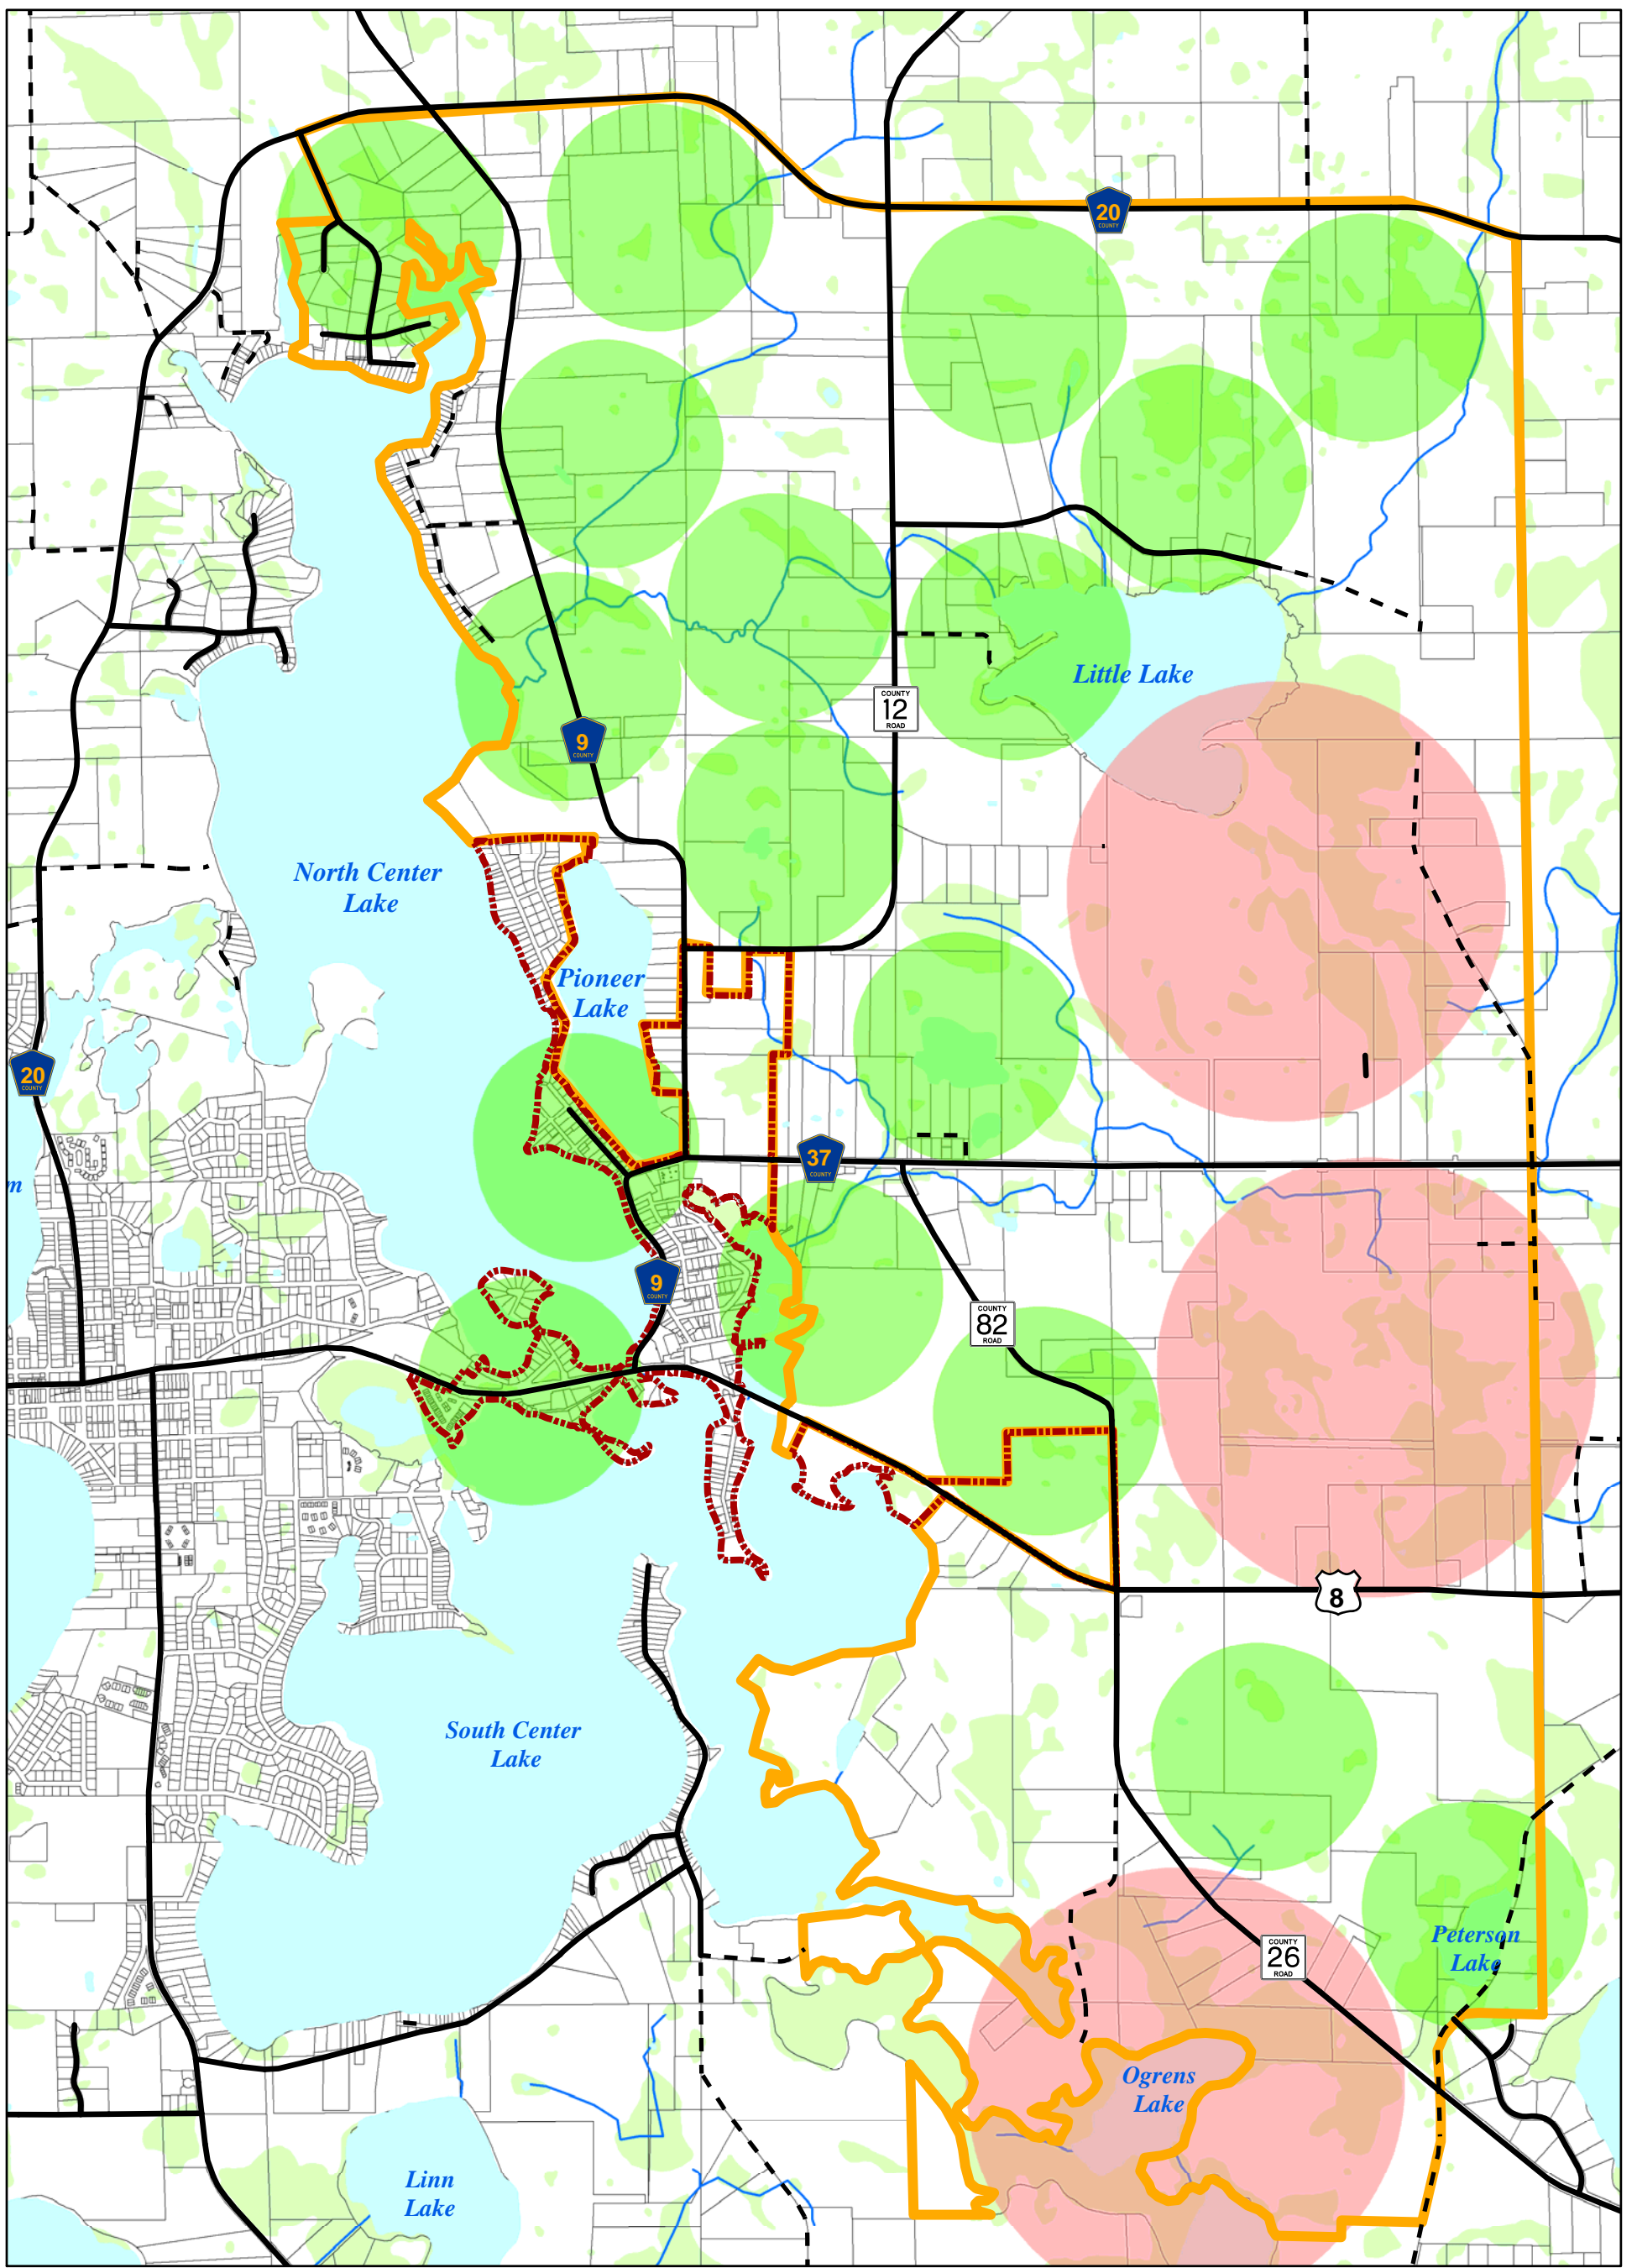 20
COUNTY
Little Lake
COUNTY
12
ROAD
9
COUNTY
North Center
Lake
Pioneer
Lake
20
COUNTY
37
COUNTY
m
9
COUNTY
COUNTY
82
ROAD
8
South Center
Lake
Peterson
Lake
COUNTY
26
ROAD
Ogrens
Lake
Linn
Lake